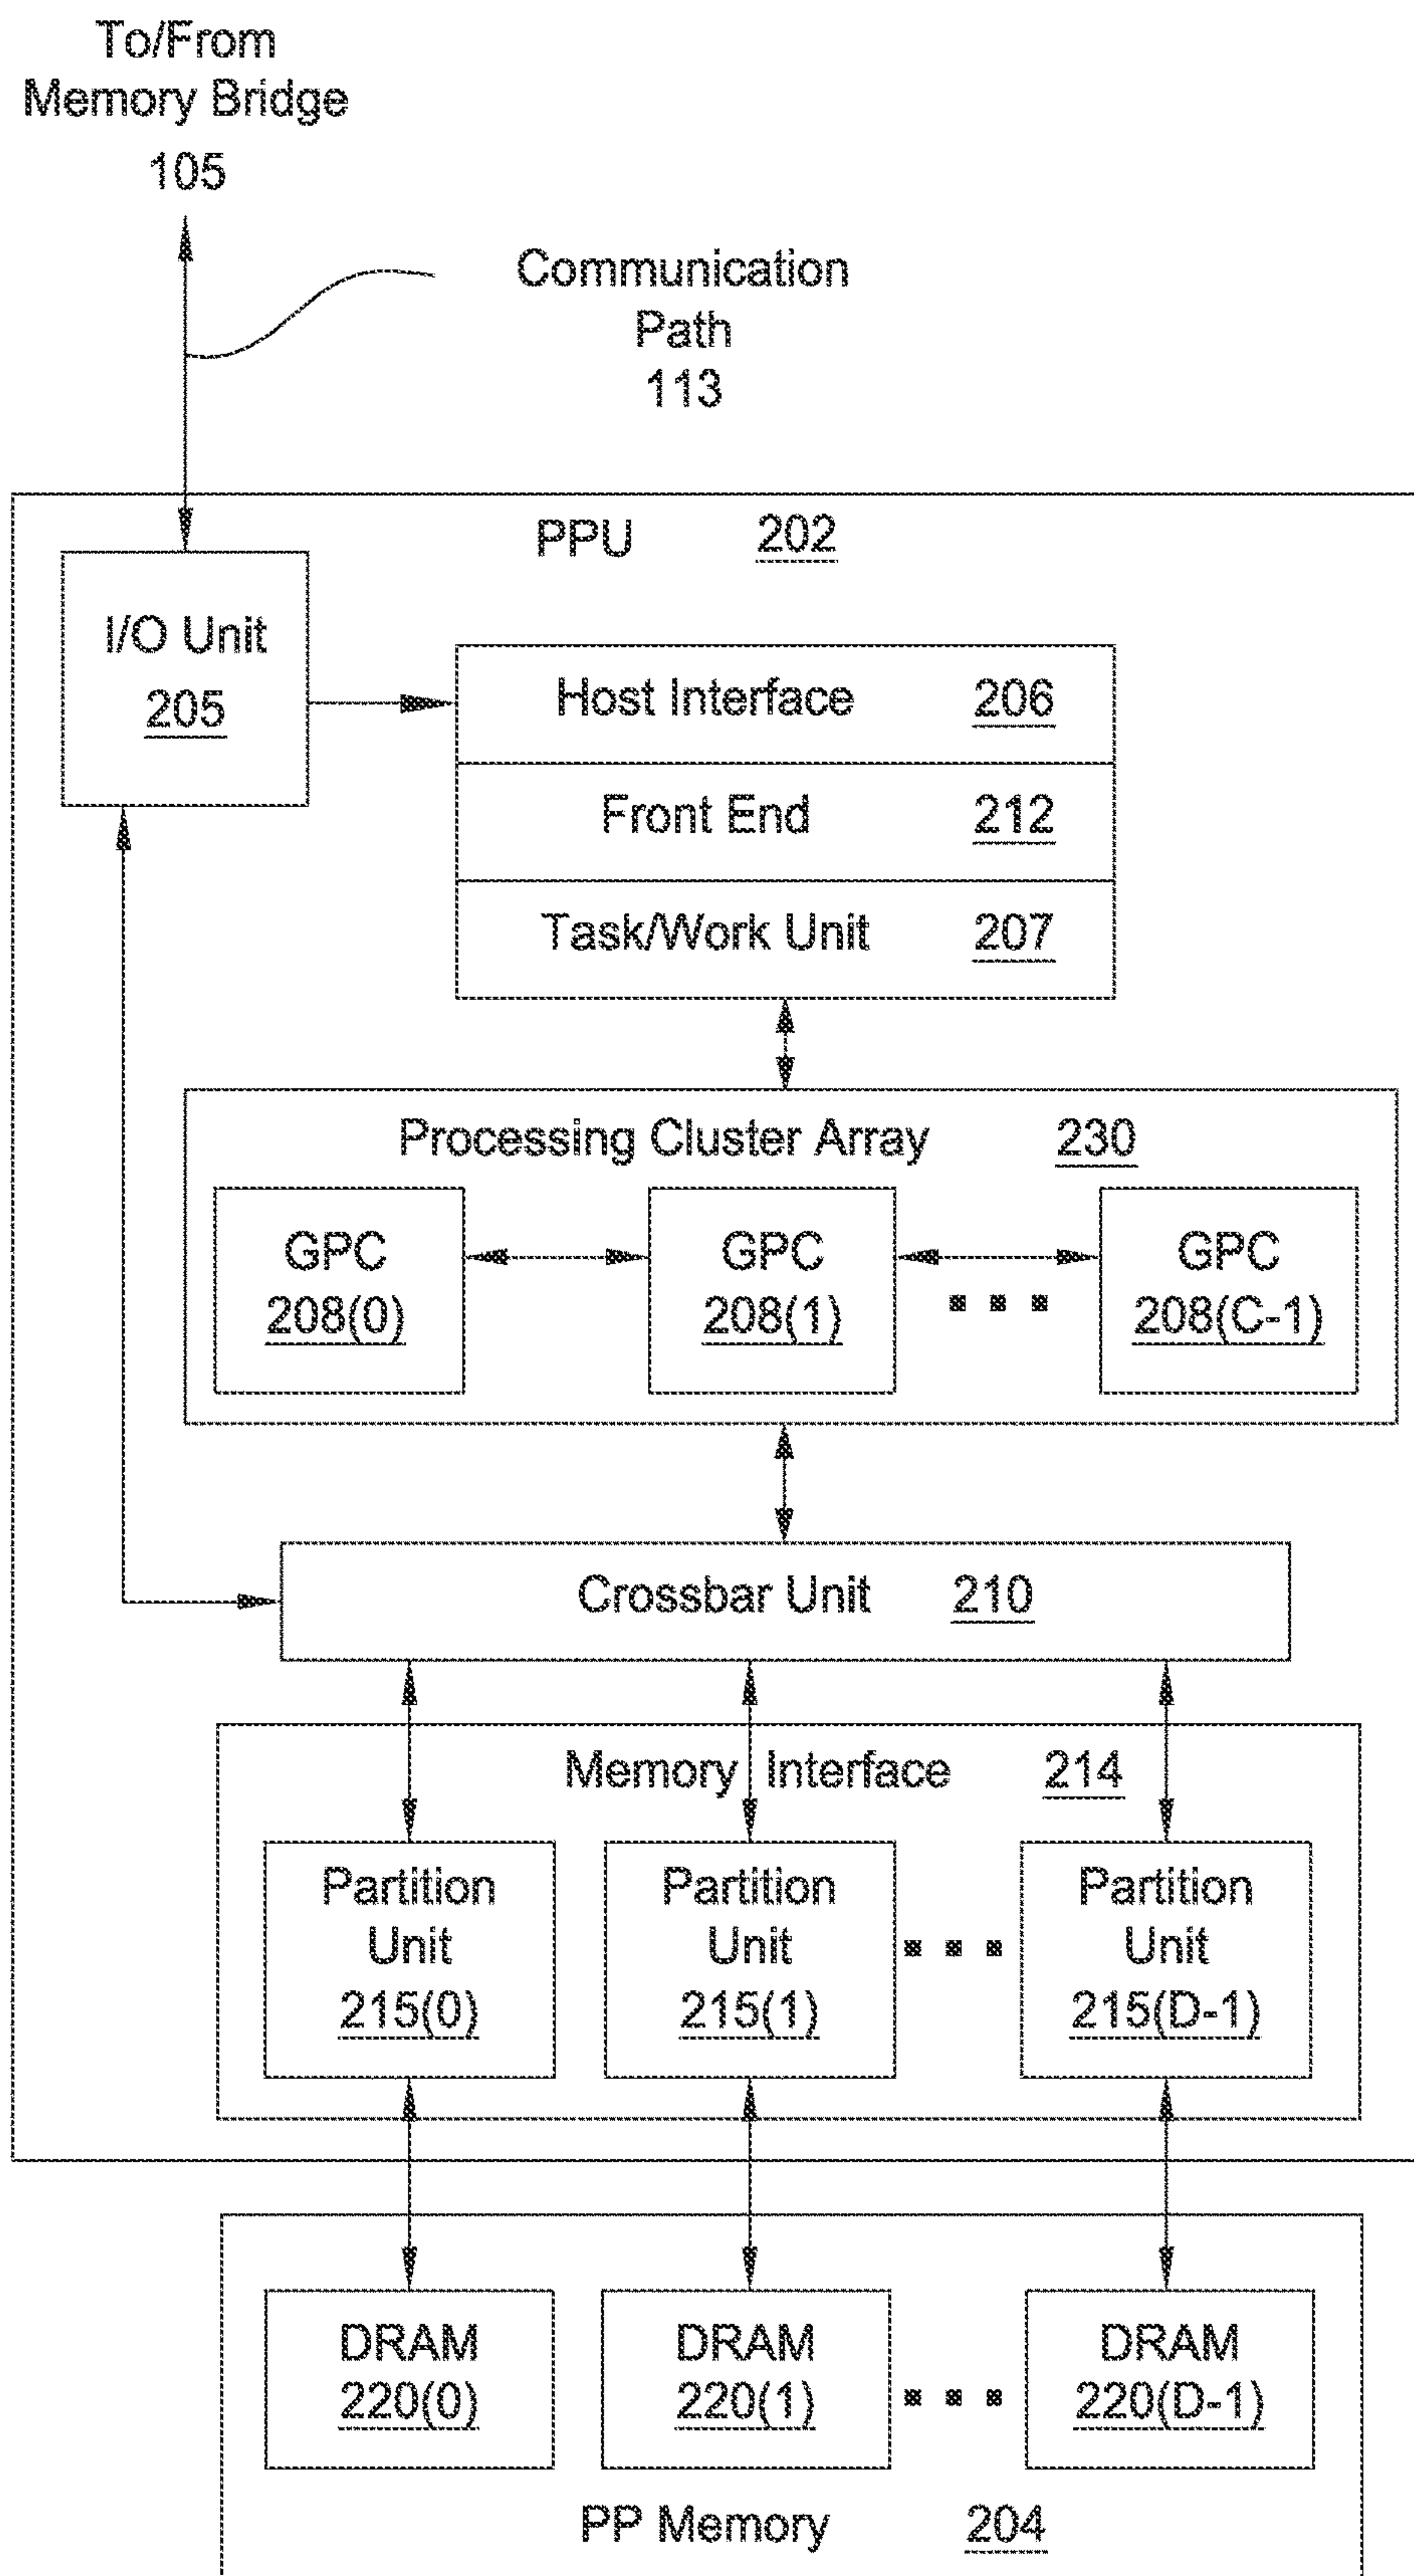 To/From
Memory Bridge
105
Communication
Path
113
PPU 202
I/O Unit
205
Host Interface 206
Front End 212
Task/Work Unit 207
Processing Cluster Array 230
GPC
208(0)
GPC
208(1)
GPC
208(C-1)
Crossbar Unit 210
Memory Interface 214
Partition
Unit
215(0)
Partition
Unit
215(1)
Partition
Unit
215(D-1)
DRAM
220(0)
DRAM
220(1)
DRAM
220(D-1)
PP Memory 204